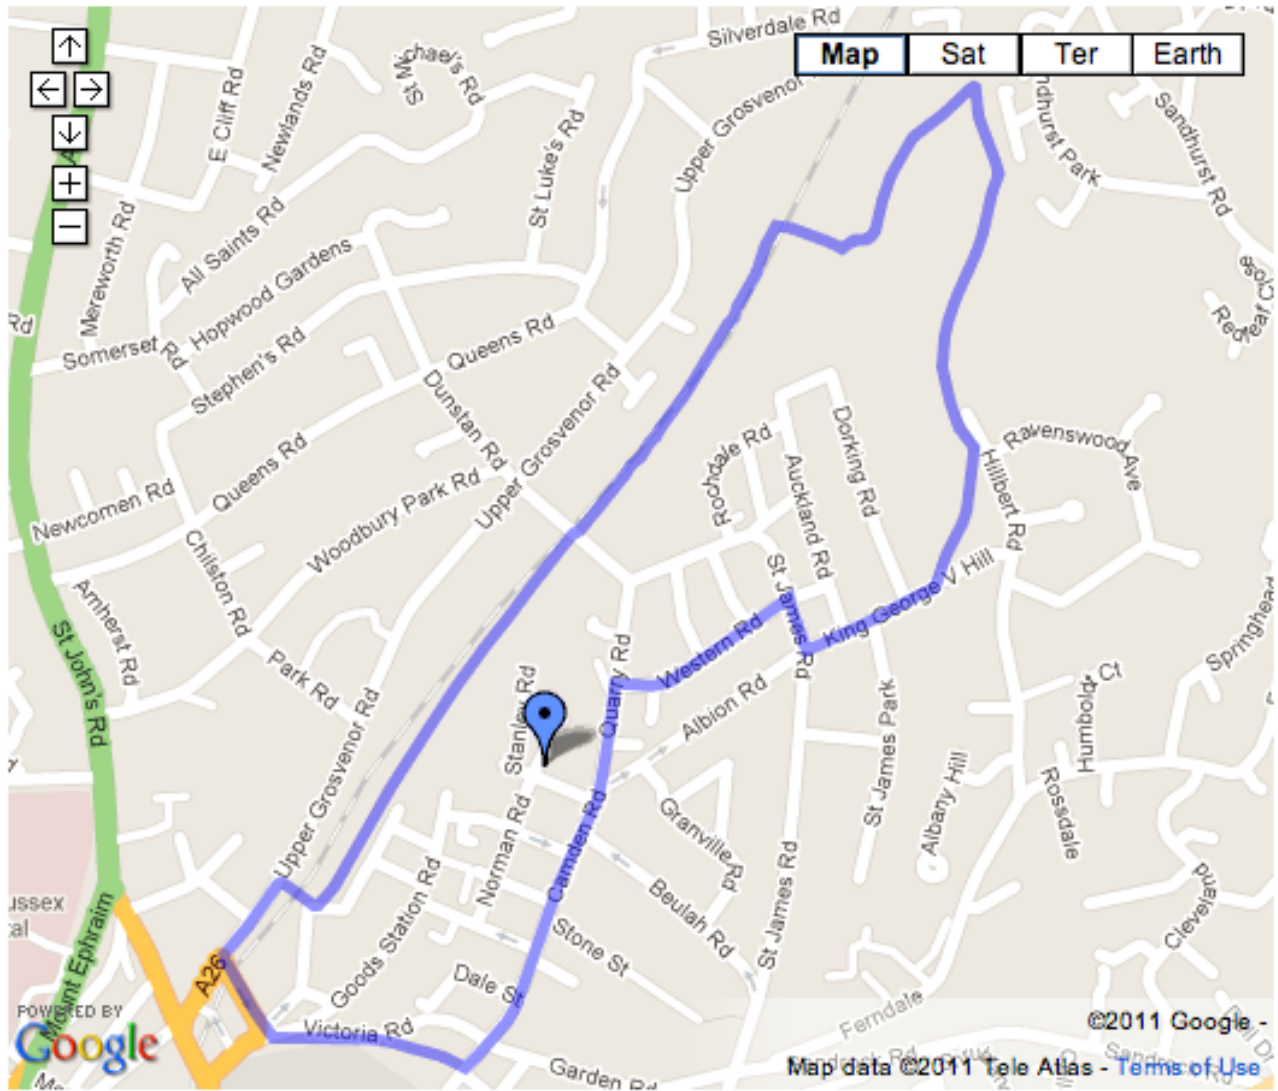 Silverdale Rd
Map
Sat
Ter
Earth
St Michael's Rd
E Cliff Rd
Newlands Rd
Upper Grosvenor
ndhurst Park
Sandhurst Rd
St Luke's Rd
Mereworth Rd
All Saints Rd
Hopwood Gardens
Close
Rd
Somerset Rd
Stephen's Rd
Queens Rd
Dunstan Rd
Upper Grosvenor Rd
Rochdale Rd
Dorking Rd
Auckland Rd
Ravenswood Ave
Hillbert Rd
Queens Rd
Newcomen Rd
Woodbury Park Rd
Chilston Rd
Amherst Rd
St James Rd
King George V Hill
Western Rd
Quarry Rd
Springhead
St John's Rd
Park Rd
Stanley Rd
Albion Rd
Humbolpt Ct
Upper Grosvenor Rd
St James Park
Albany Hill
Rossdale
Norman Rd
Camden Rd
Granville Rd
ussex
al
Mount Ephraim
Goods Station Rd
Beulah Rd
St James Rd
Cleveland
Stone St
A26
Dale St
Victoria Rd
Ferndale
POWERED BY
Google
©2011 Google -
Garden Rd
Map data ©2011 Tele Atlas - Terms of Use